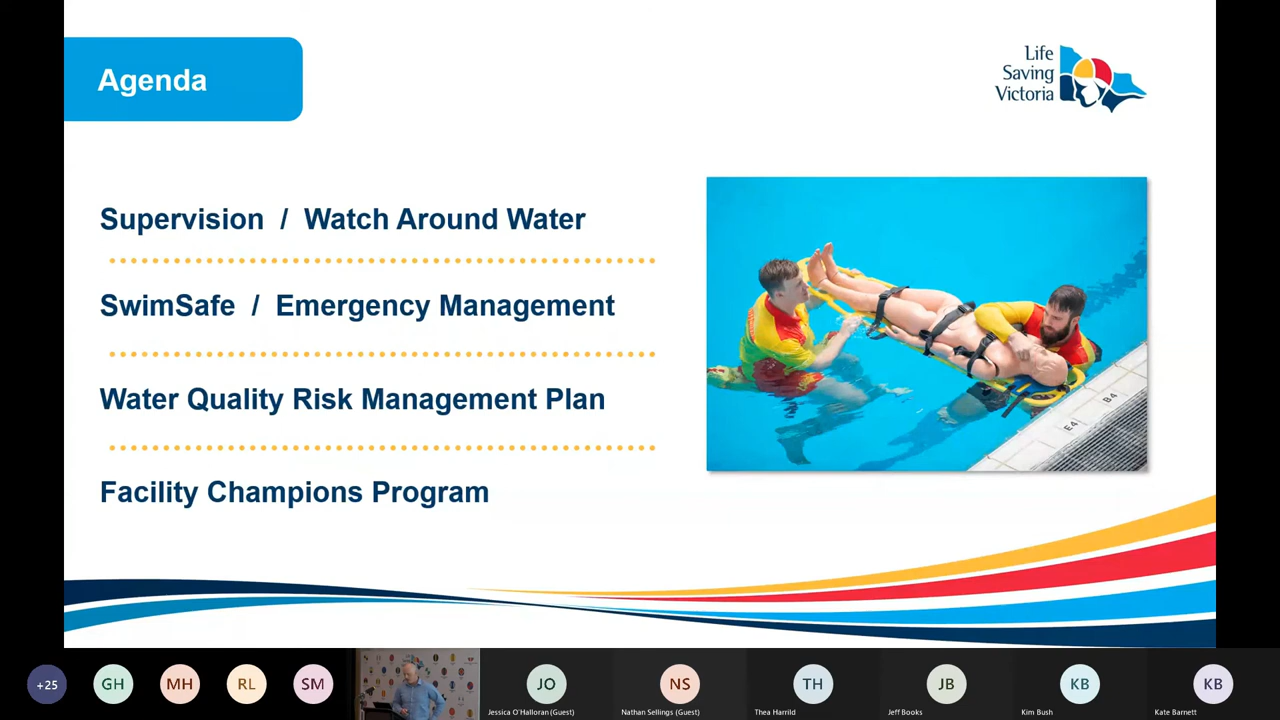 Agenda
Life
Saving
Victoria
Supervision / Watch Around Water
SwimSafe / Emergency Management
Water Quality Risk Management Plan
Facility Champions Program
E4
B4
+25
GH
MH
RL
SM
JO
NS
TH
JB
KB
KB
Jessica O'Halloran (Guest)
Nathan Sellings (Guest)
Thea Harrild
Jeff Books
Kim Bush
Kate Barnett